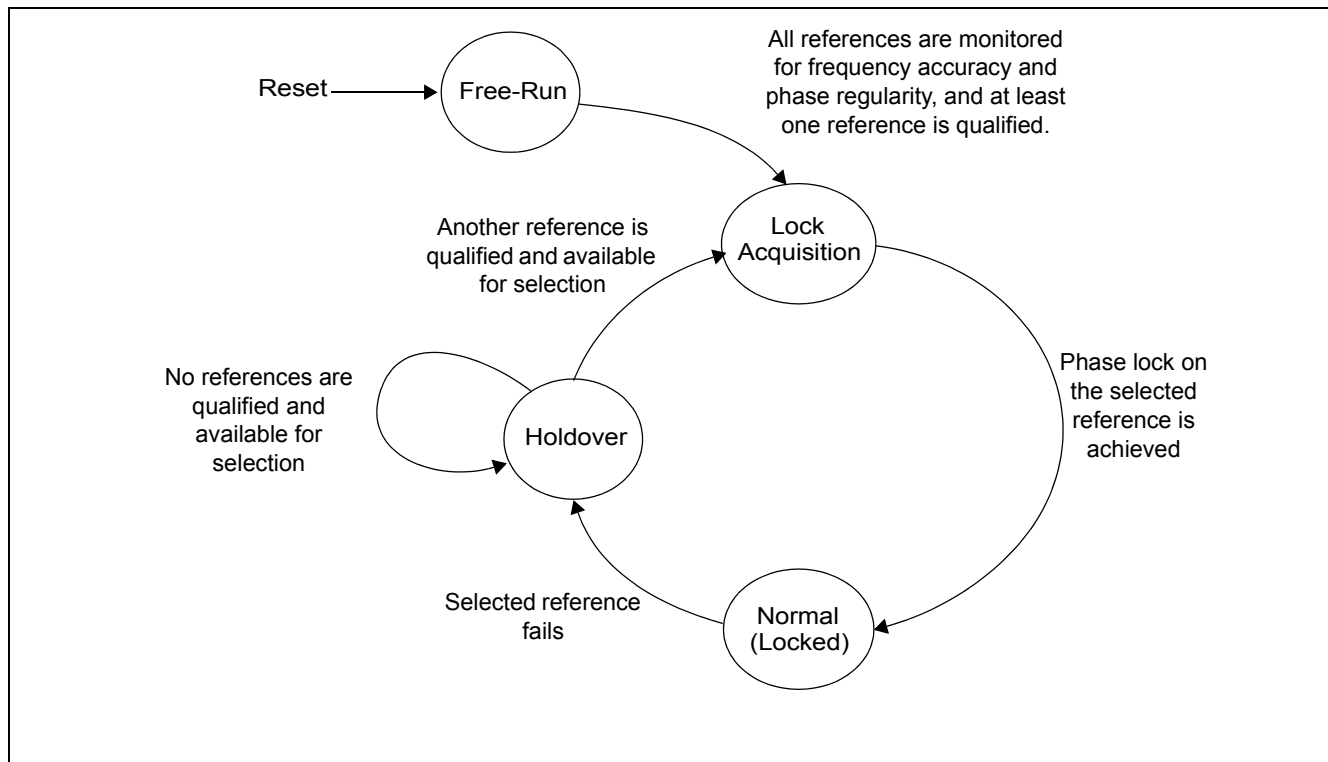 All references are monitored
for frequency accuracy and
phase regularity, and at least
one reference is qualified.
Reset
Free-Run
Lock
Acquisition
Another reference is
qualified and available
for selection
No references are
qualified and
available for
selection
Holdover
Phase lock on
the selected
reference is
achieved
Selected reference
fails
Normal
(Locked)